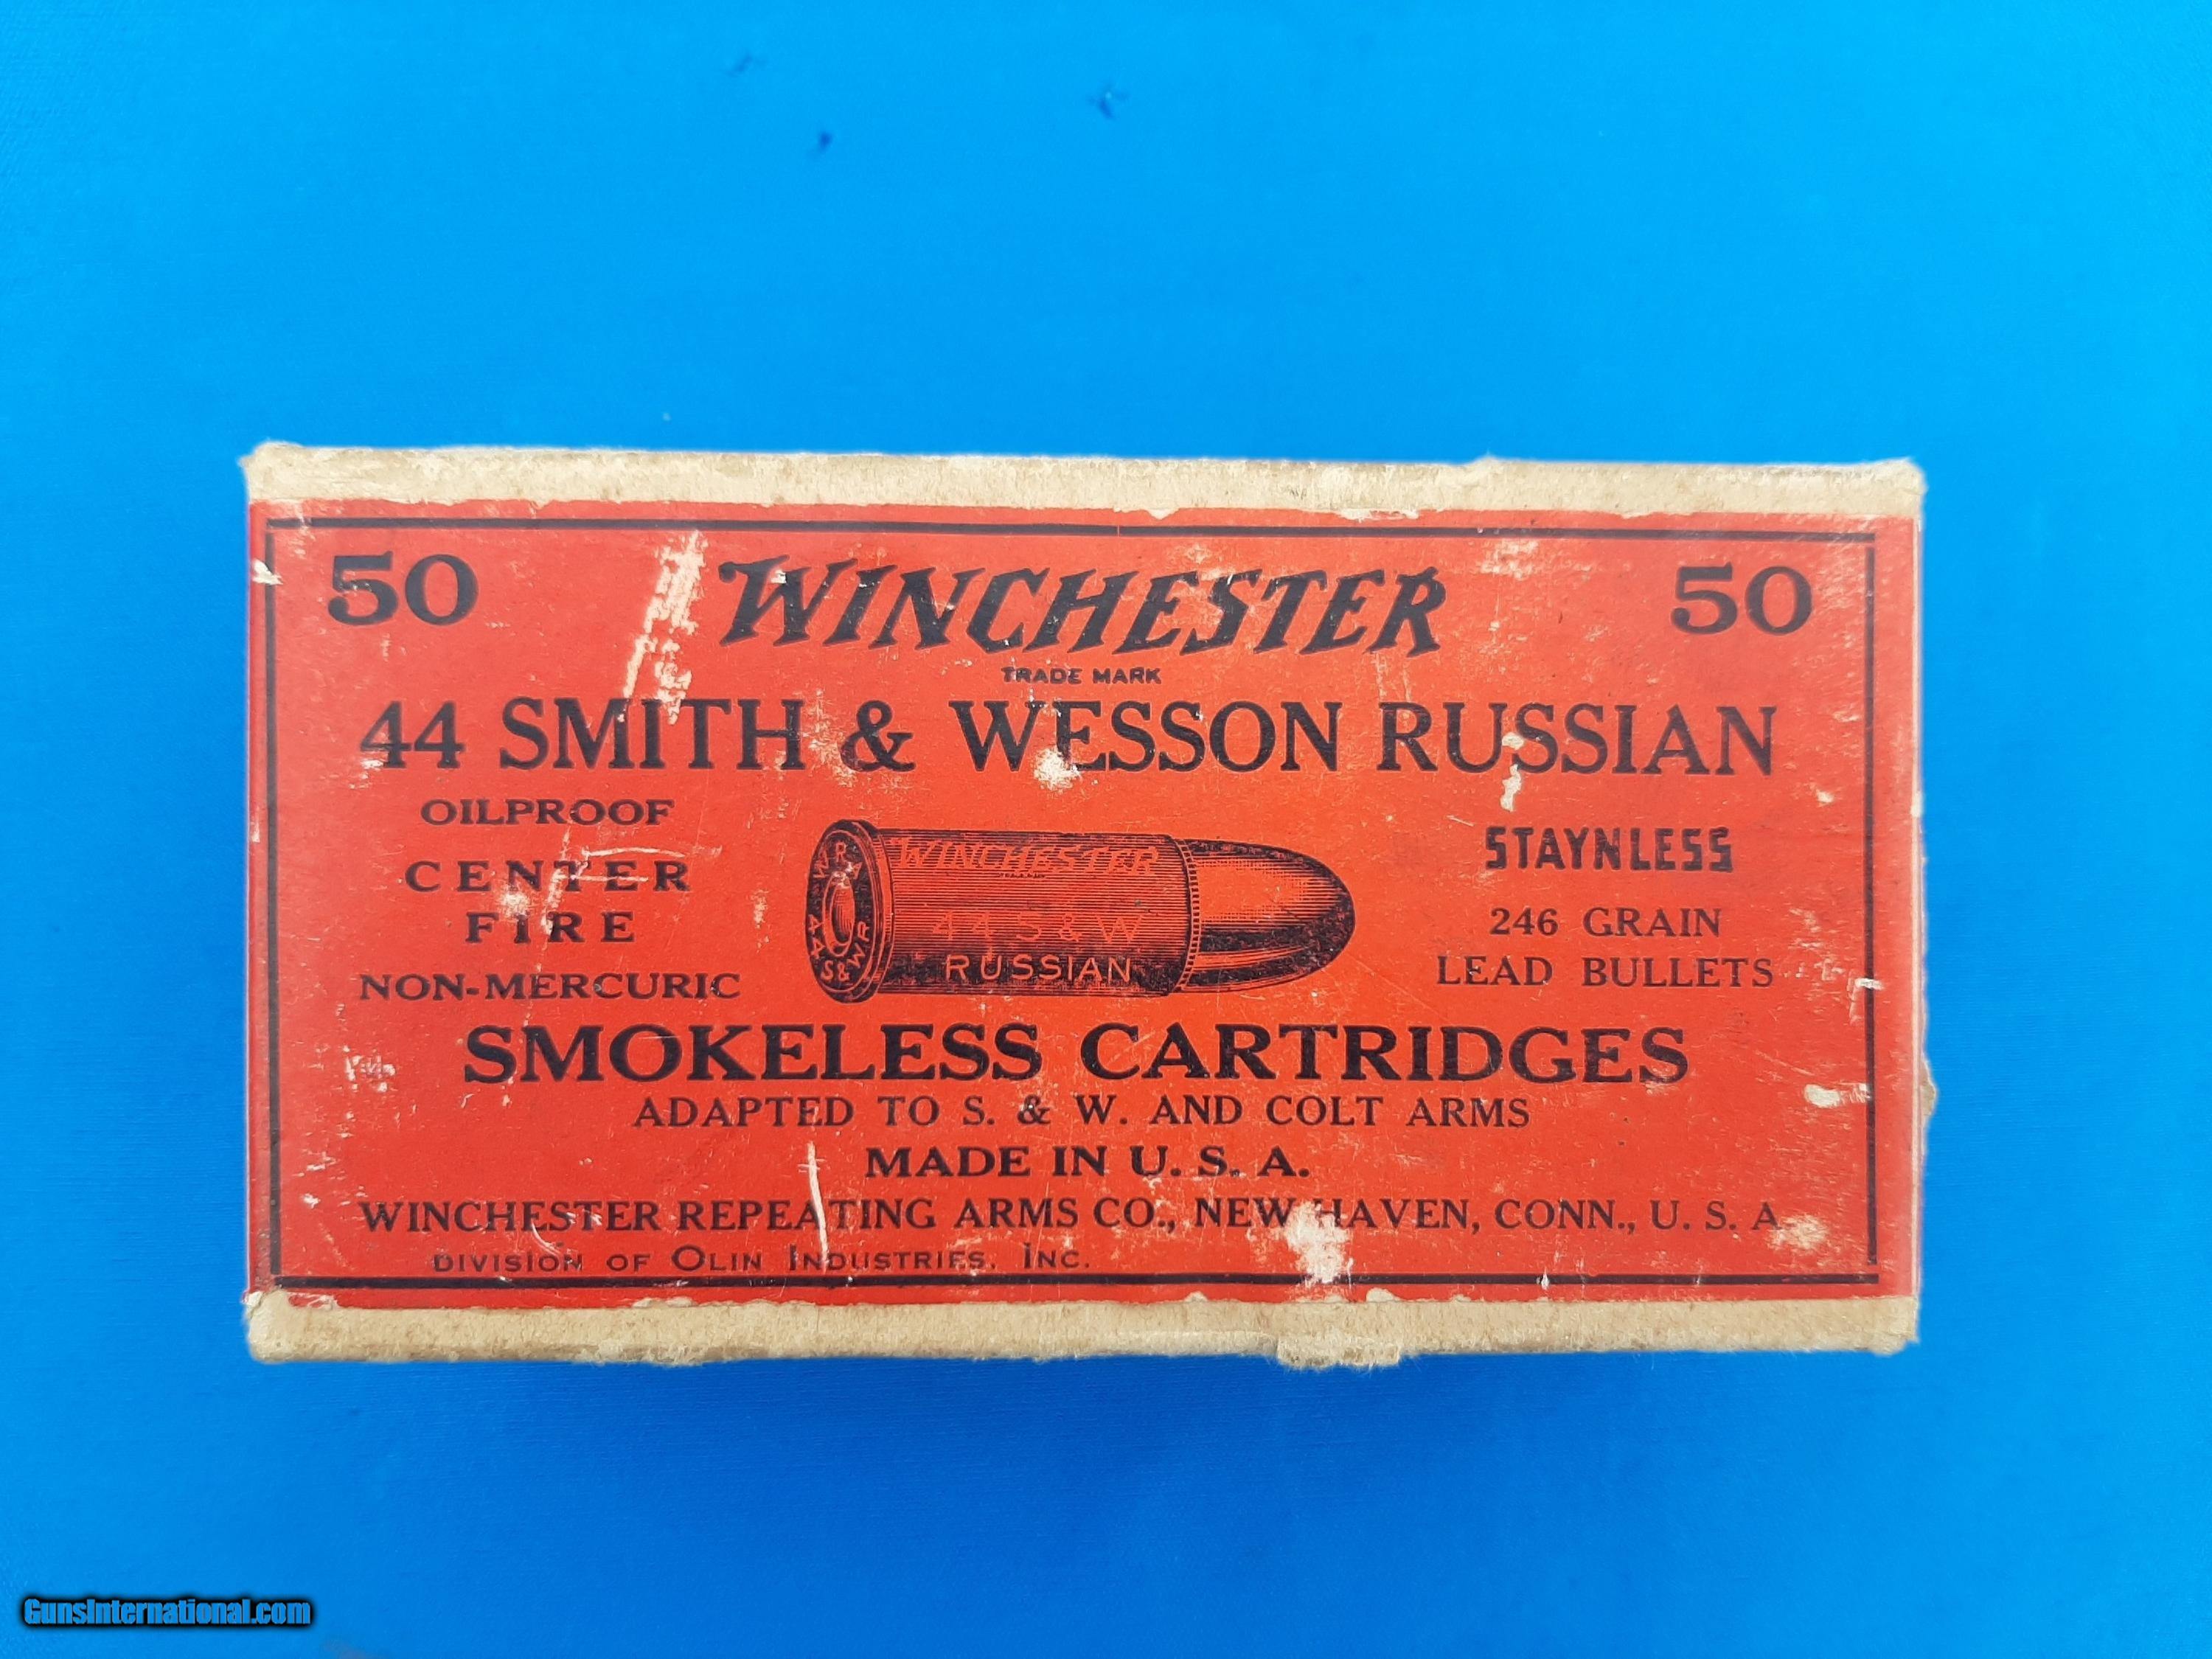 50 WINCHESTER 50
TRADE MARK
44 SMITH & WESSON RUSSIAN
OILPROOF
CENTER
FIRE
NON-MERCURIC
W.R.A.
44
S&W.R.
WINCHESTER
44 S & W
RUSSIAN
STAYNLESS
246 GRAIN
LEAD BULLETS
SMOKELESS CARTRIDGES
ADAPTED TO S. & W. AND COLT ARMS
MADE IN U. S. A.
WINCHESTER REPEATING ARMS CO., NEW HAVEN, CONN., U. S. A.
DIVISION OF OLIN INDUSTRIES, INC.
GunsInternational.com